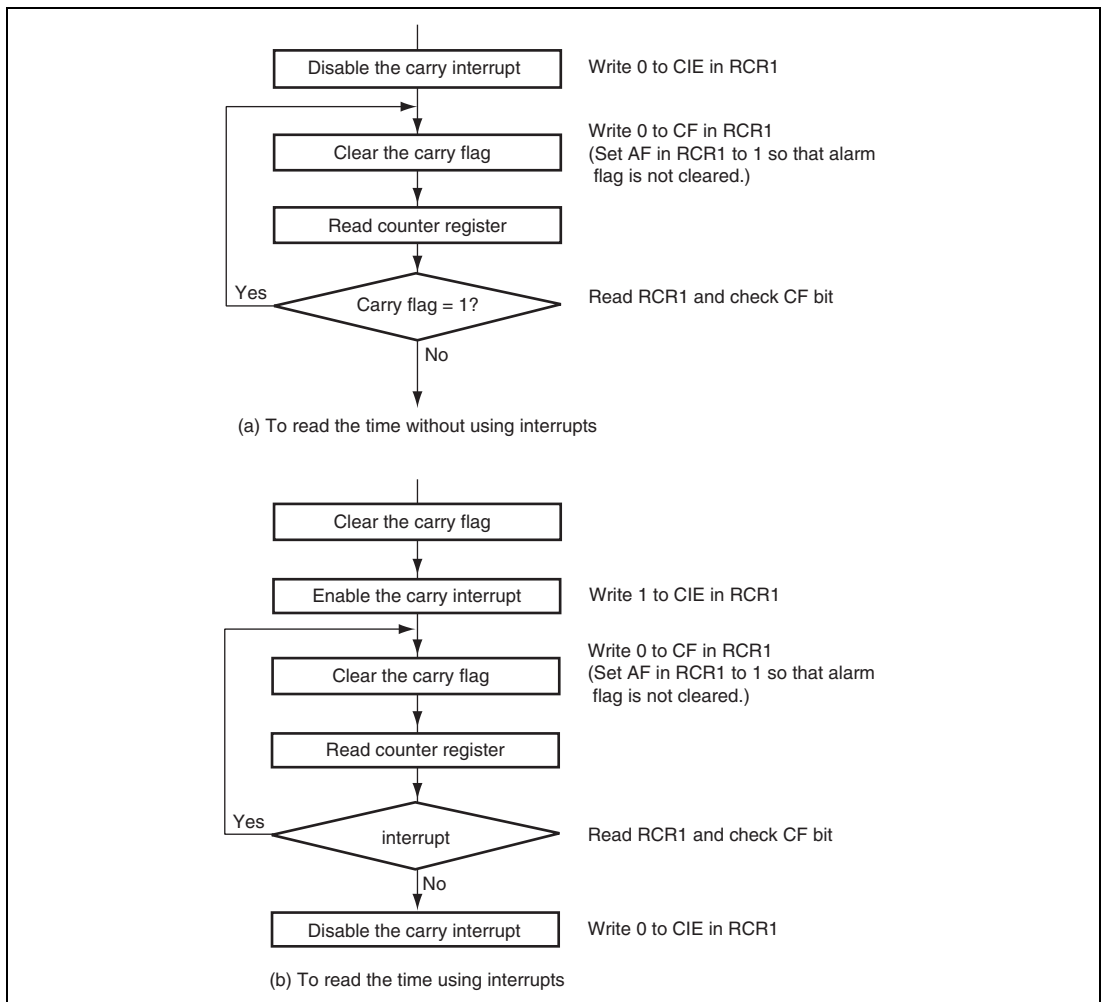 Disable the carry interrupt
Write 0 to CIE in RCR1
Write 0 to CF in RCR1
(Set AF in RCR1 to 1 so that alarm
flag is not cleared.)
Clear the carry flag
Read counter register
Yes
Carry flag = 1?
Read RCR1 and check CF bit
No
(a) To read the time without using interrupts
Clear the carry flag
Enable the carry interrupt
Write 1 to CIE in RCR1
Write 0 to CF in RCR1
(Set AF in RCR1 to 1 so that alarm
flag is not cleared.)
Clear the carry flag
Read counter register
Yes
interrupt
Read RCR1 and check CF bit
No
Disable the carry interrupt
Write 0 to CIE in RCR1
(b) To read the time using interrupts